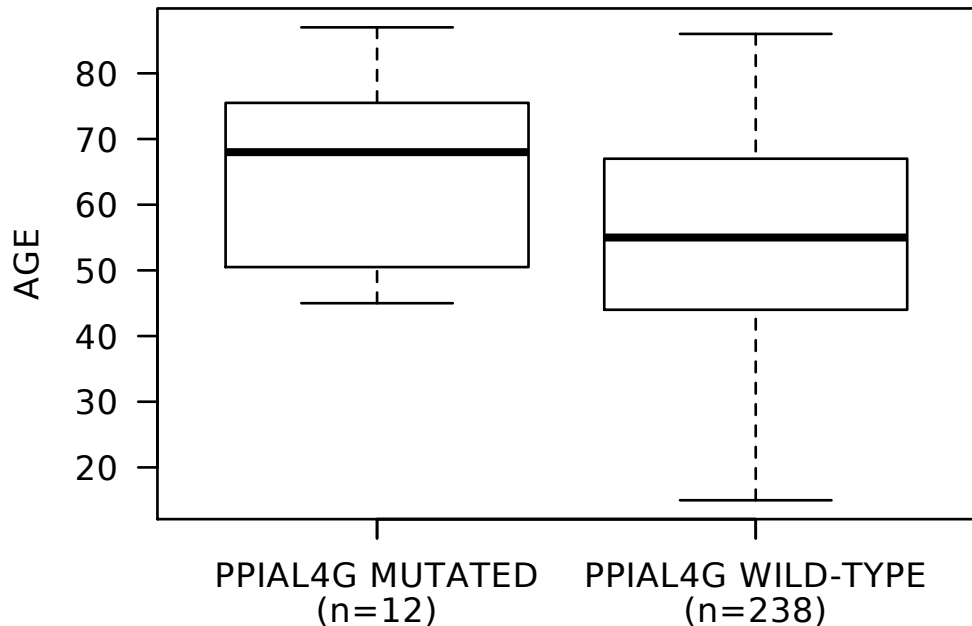 AGE
80
70
60
50
40
30
20
PPIAL4G MUTATED
(n=12)
PPIAL4G WILD-TYPE
(n=238)